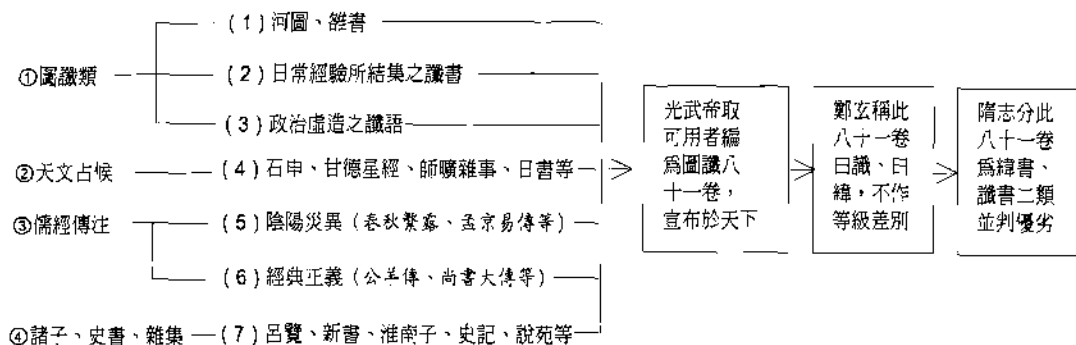 ①圖讖類
(1) 河圖、雒書
(2) 日常經驗所結集之讖書
(3) 政治虛造之讖語
②天文占候
(4) 石申、甘德星經、師曠雜事、日書等
③儒經傳注
(5) 陰陽災異（春秋繁露、孟京易傳等）
(6) 經典正義（公羊傳、尚書大傳等）
④諸子、史書、雜集
(7) 呂覽、新書、淮南子、史記、說苑等
光武帝取
可用者編
為圖讖八
十一卷，
宣布於天下
鄭玄稱此
八十一卷
曰讖、曰
緯，不作
等級差別
隋志分此
八十一卷
為緯書、
讖書二類
並判優劣